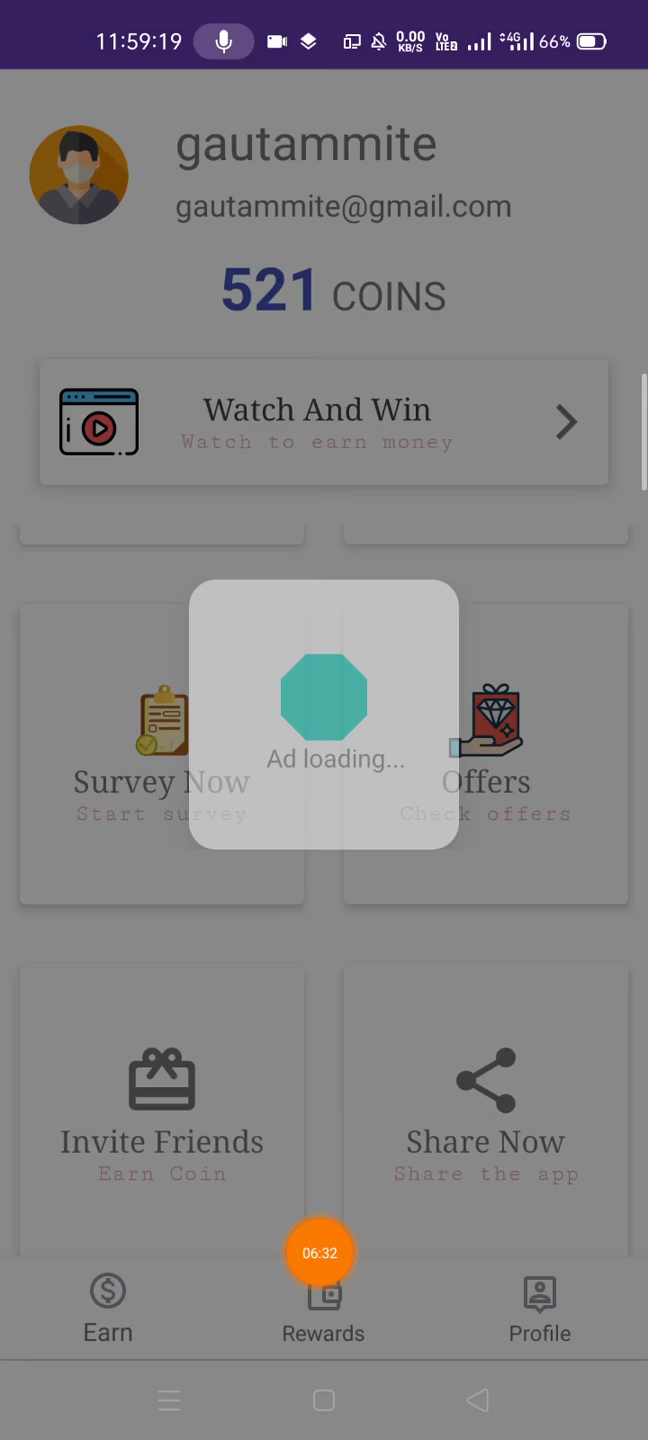 11:59:19
0.00
KB/S
Vo
LTE2
4G
66%
gautammite
gautammite@gmail.com
521 COINS
Watch And Win
Watch to earn money
Ad loading...
Survey Now
Start survey
Offers
Check offers
Invite Friends
Earn Coin
Share Now
Share the app
06:32
Earn
Rewards
Profile